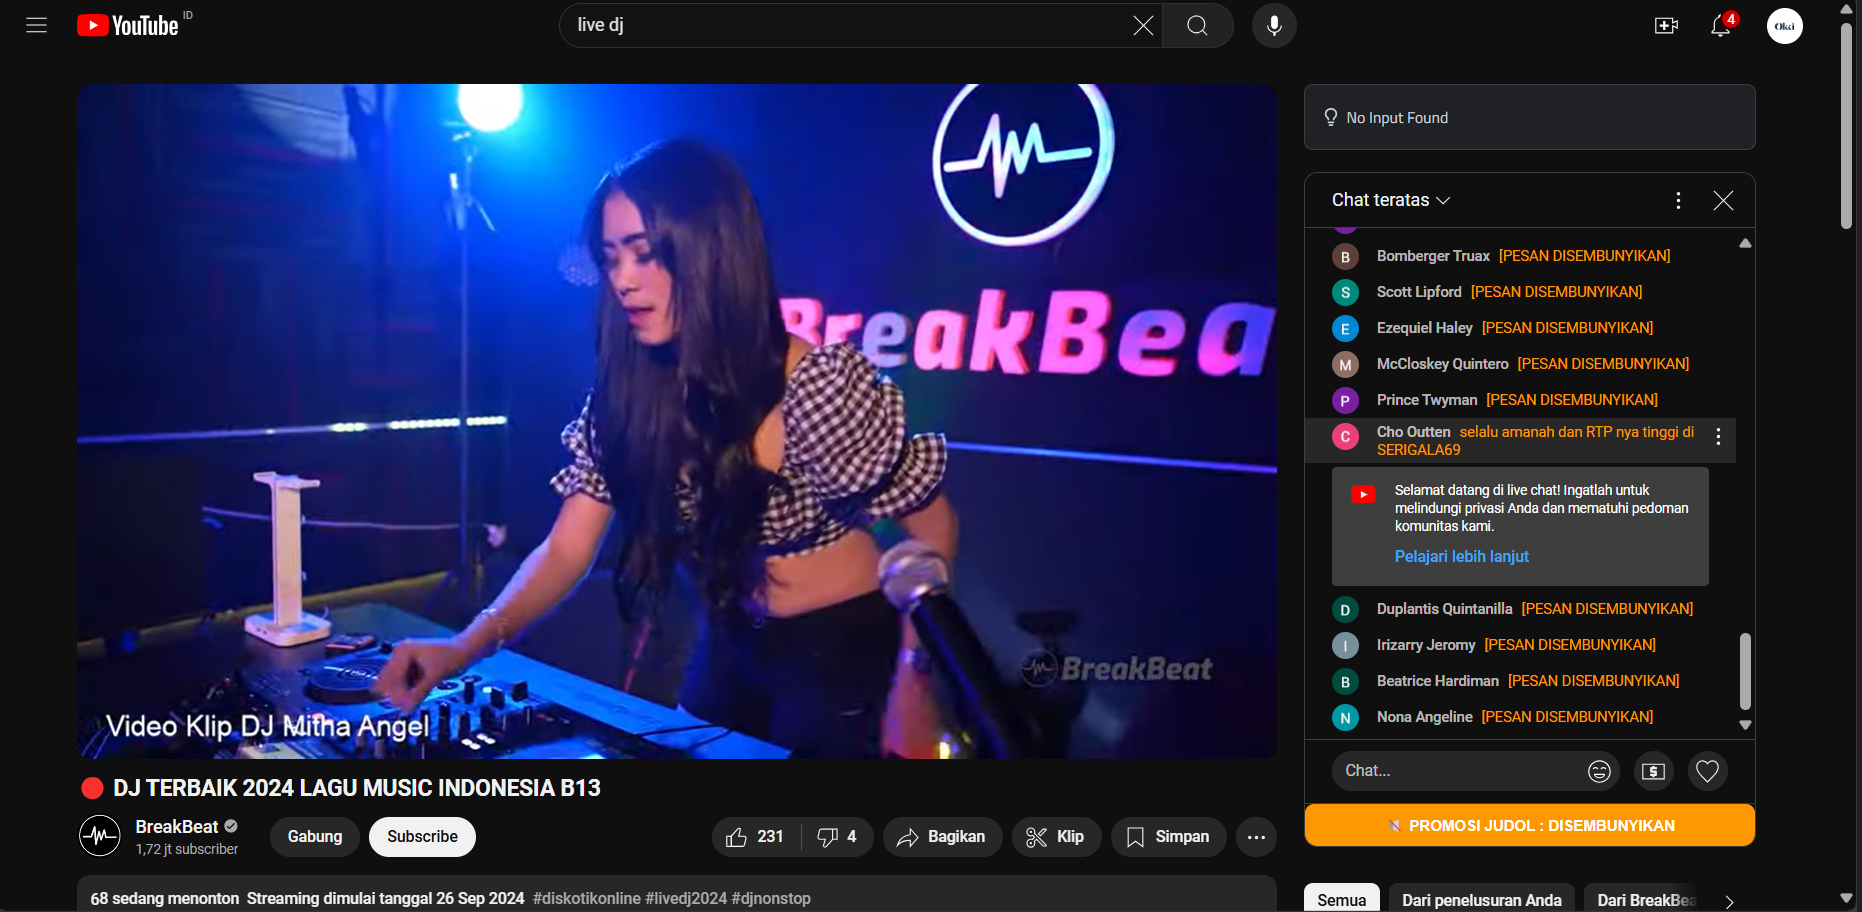 YouTube ID
live dj
4
Okii
BreakBeat
BreakBeat
Video Klip DJ Mitha Angel
DJ TERBAIK 2024 LAGU MUSIC INDONESIA B13
BreakBeat
1,72 jt subscriber
Gabung
Subscribe
231
4
Bagikan
Klip
Simpan
68 sedang menonton Streaming dimulai tanggal 26 Sep 2024 #diskotikonline #livedj2024 #djnonstop
No Input Found
Chat teratas
B Bomberger Truax [PESAN DISEMBUNYIKAN]
S Scott Lipford [PESAN DISEMBUNYIKAN]
E Ezequiel Haley [PESAN DISEMBUNYIKAN]
M McCloskey Quintero [PESAN DISEMBUNYIKAN]
P Prince Twyman [PESAN DISEMBUNYIKAN]
C Cho Outten selalu amanah dan RTP nya tinggi di
SERIGALA69
Selamat datang di live chat! Ingatlah untuk
melindungi privasi Anda dan mematuhi pedoman
komunitas kami.
Pelajari lebih lanjut
D Duplantis Quintanilla [PESAN DISEMBUNYIKAN]
I Irizarry Jeromy [PESAN DISEMBUNYIKAN]
B Beatrice Hardiman [PESAN DISEMBUNYIKAN]
N Nona Angeline [PESAN DISEMBUNYIKAN]
Chat...
PROMOSI JUDOL : DISEMBUNYIKAN
Semua
Dari penelusuran Anda
Dari BreakBea